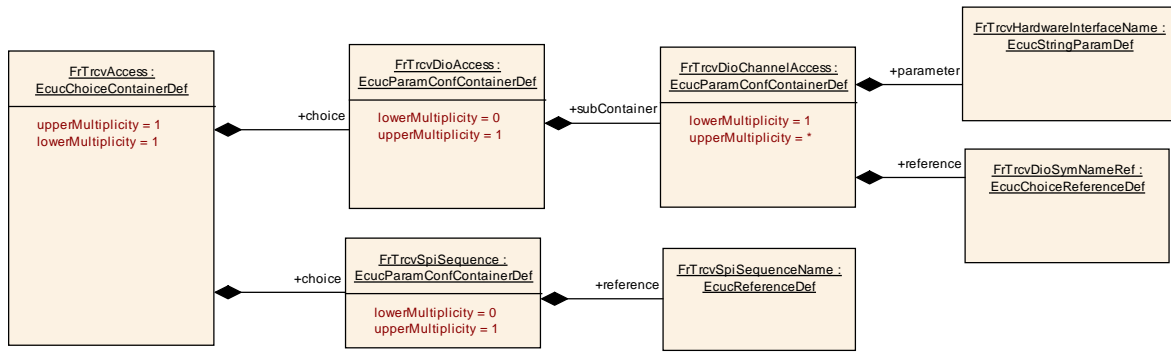 FrTrcvAccess :
EcucChoiceContainerDef
upperMultiplicity = 1
lowerMultiplicity = 1
+choice
FrTrcvDioAccess :
EcucParamConfContainerDef
lowerMultiplicity = 0
upperMultiplicity = 1
+subContainer
FrTrcvDioChannelAccess :
EcucParamConfContainerDef
lowerMultiplicity = 1
upperMultiplicity = *
+parameter
FrTrcvHardwareInterfaceName :
EcucStringParamDef
+reference
FrTrcvDioSymNameRef :
EcucChoiceReferenceDef
+choice
FrTrcvSpiSequence :
EcucParamConfContainerDef
lowerMultiplicity = 0
upperMultiplicity = 1
+reference
FrTrcvSpiSequenceName :
EcucReferenceDef